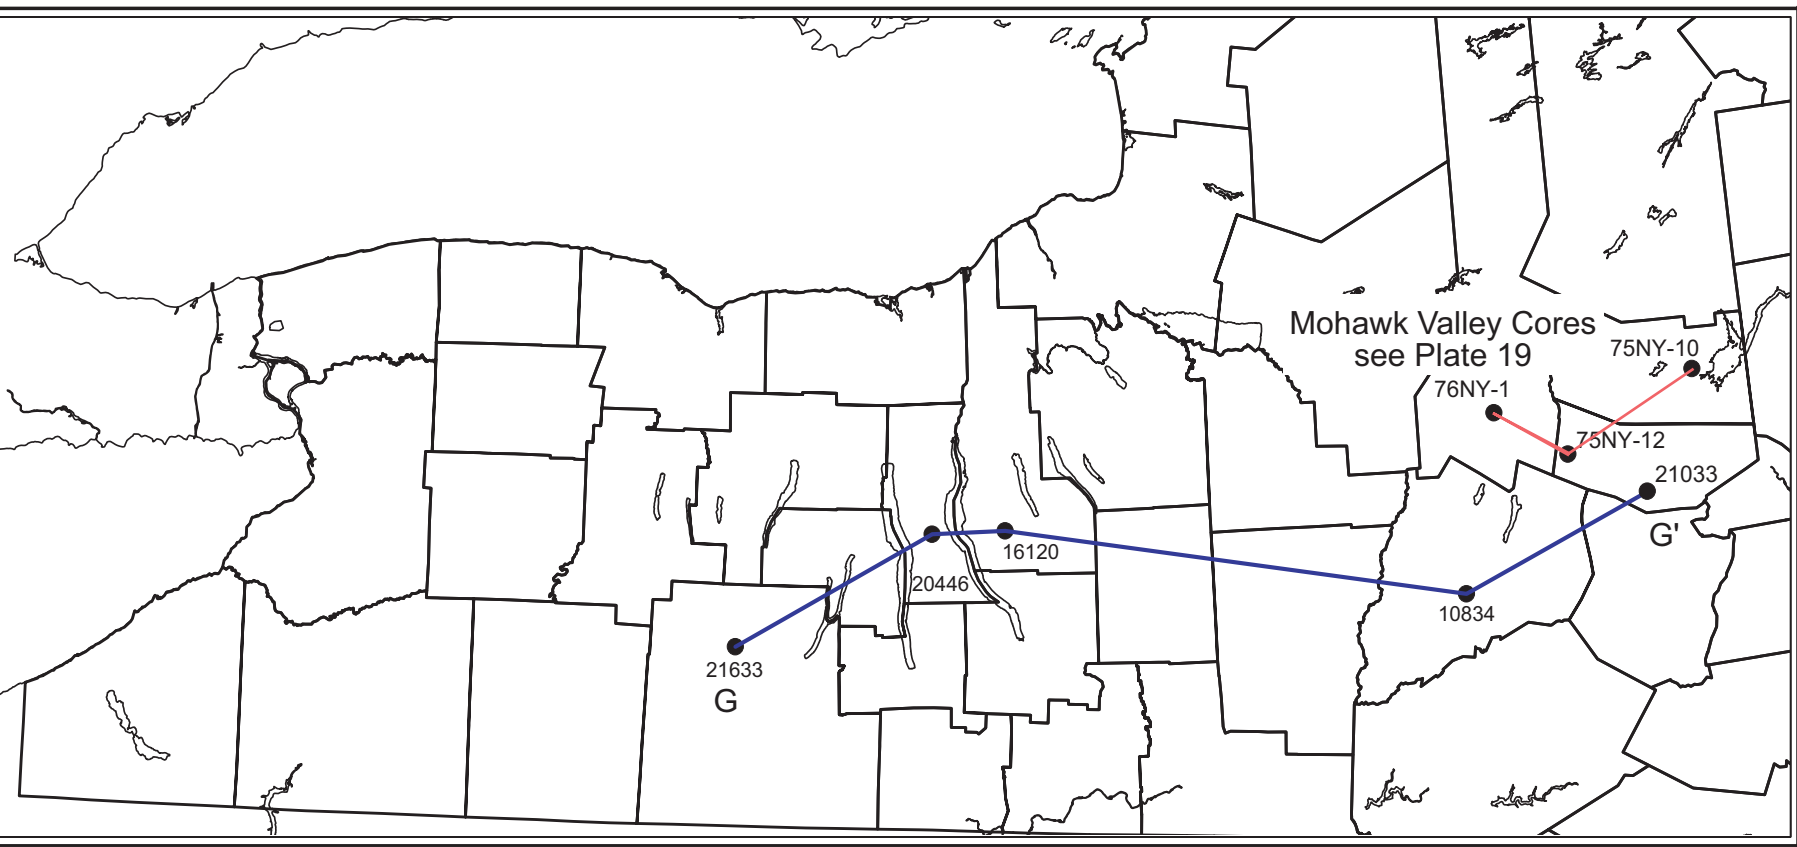 Mohawk Valley Cores
see Plate 19
75NY-10
76NY-1
75NY-12
21033
G'
16120
20446
10834
21633
G